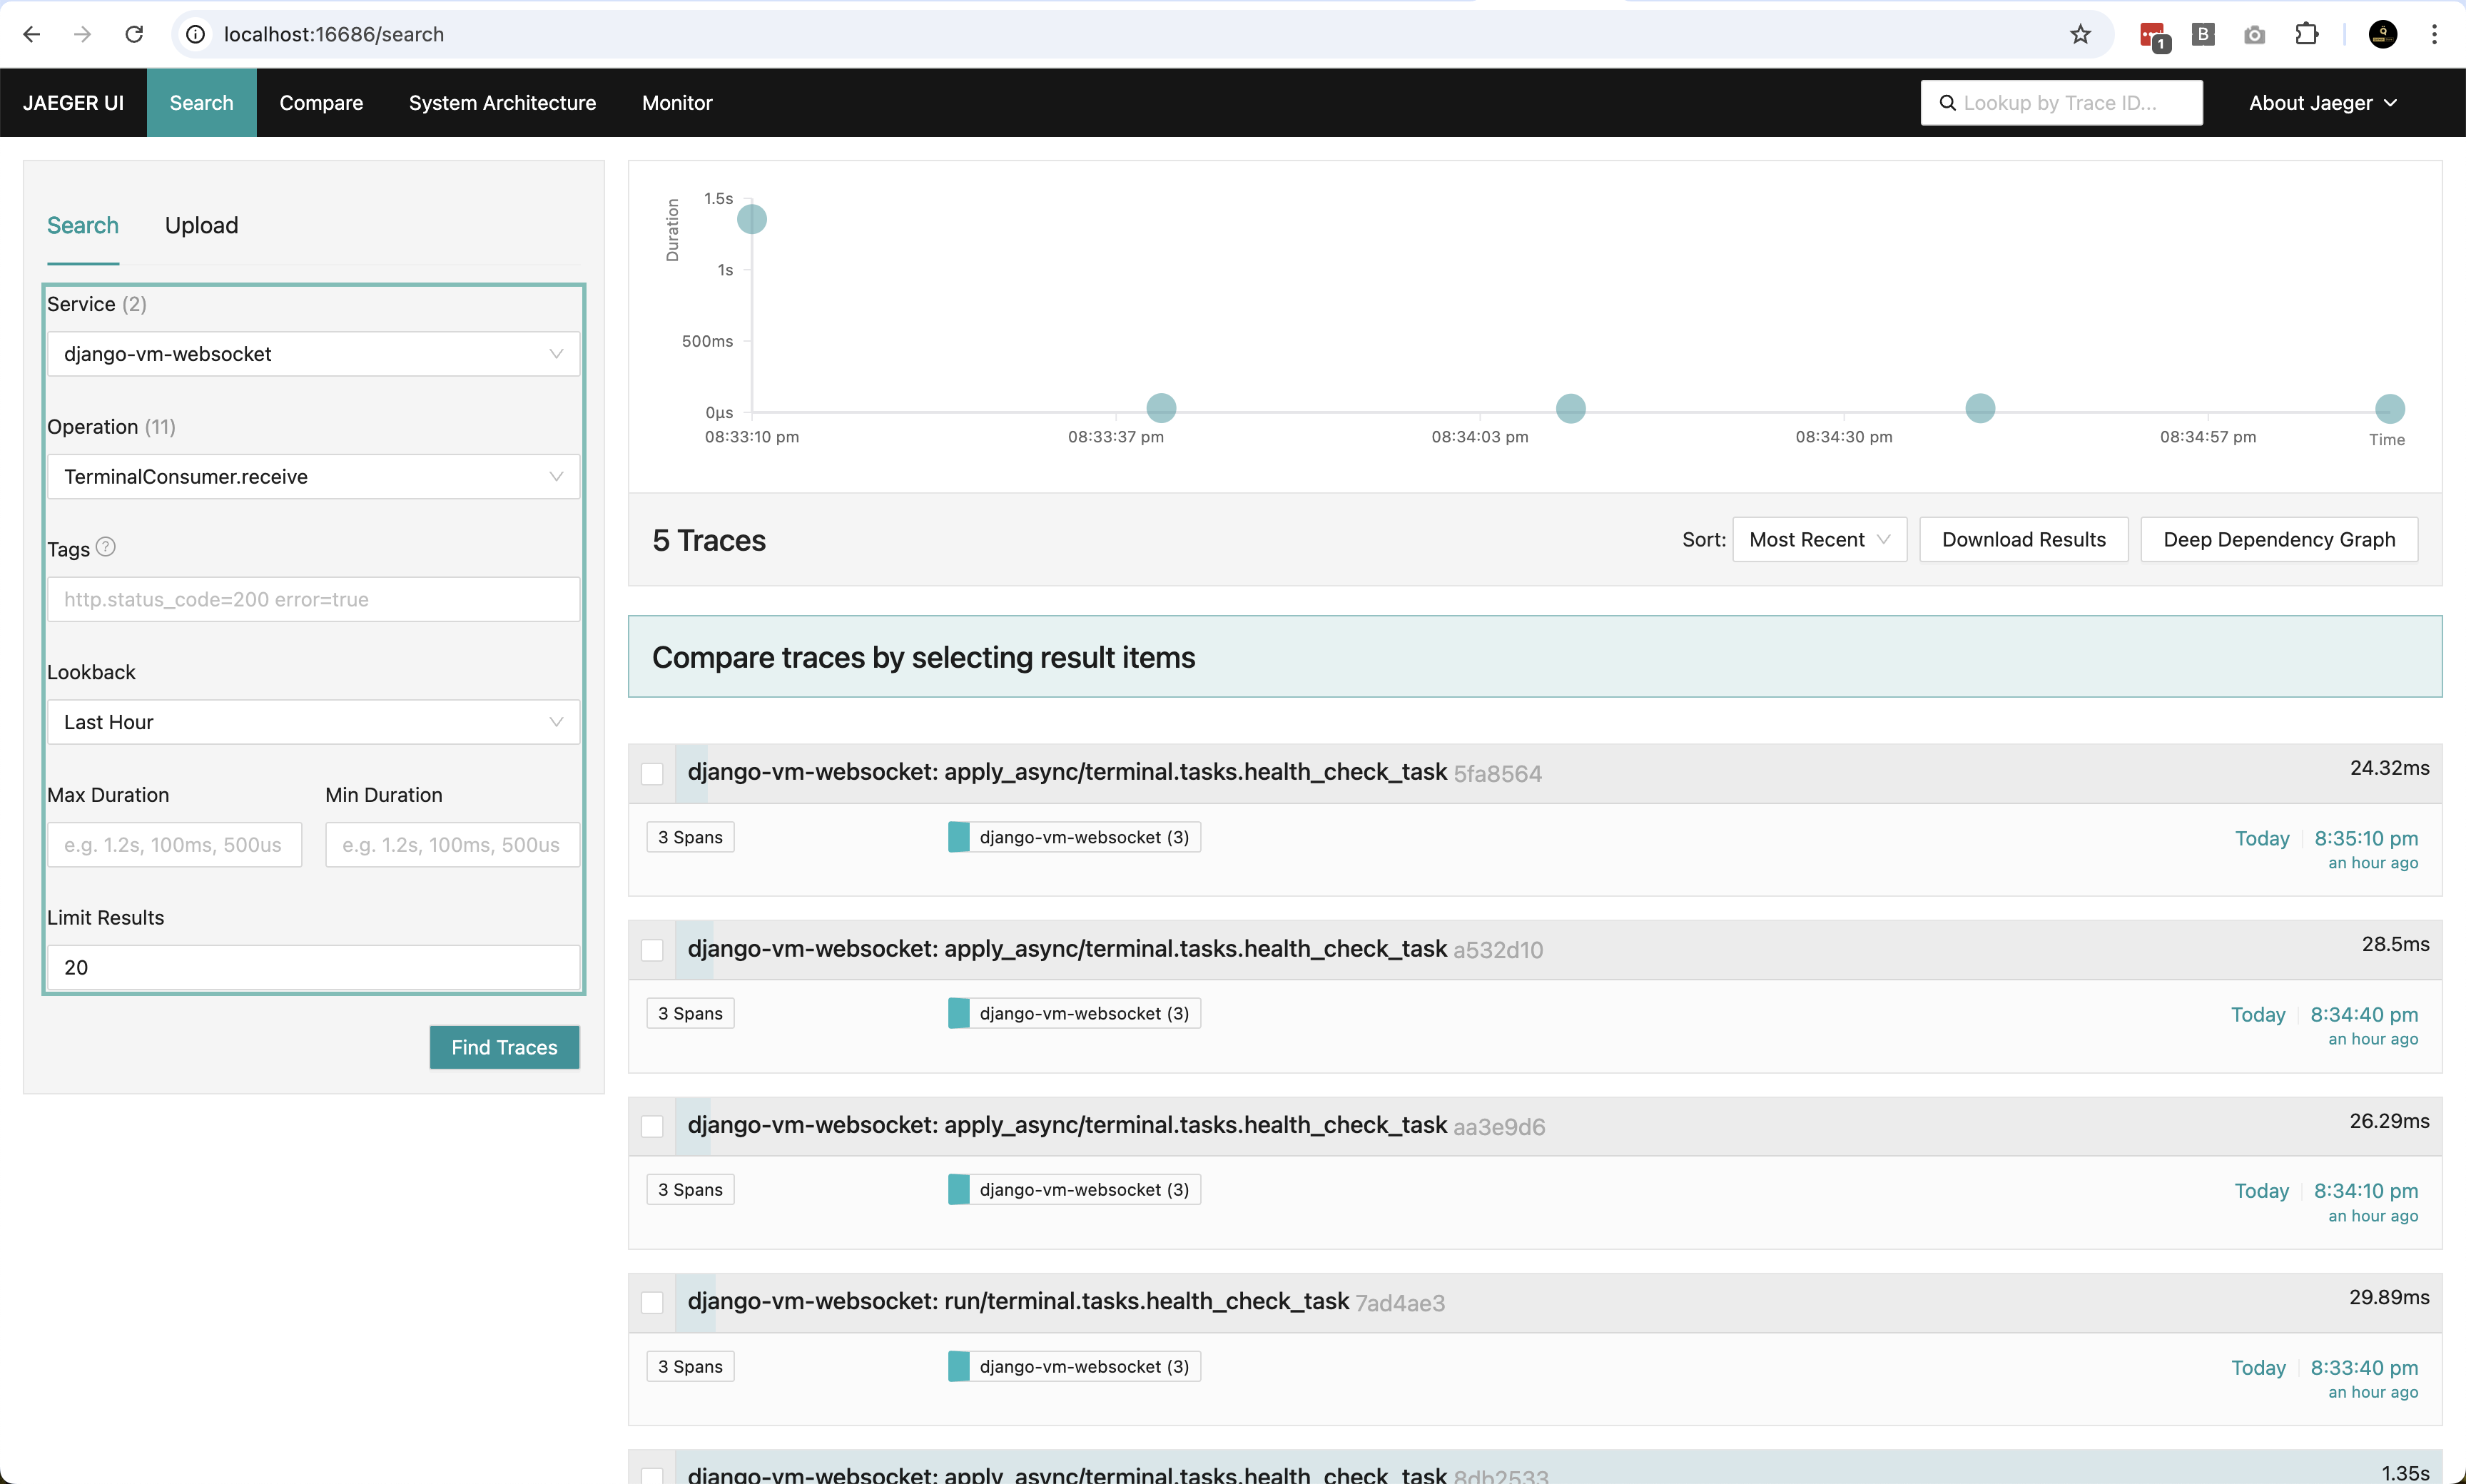 localhost:16686/search
1
B
JAEGER UI
Search
Compare
System Architecture
Monitor
Lookup by Trace ID...
About Jaeger
Search
Upload
Service (2)
django-vm-websocket
Operation (11)
TerminalConsumer.receive
Tags ?
http.status_code=200 error=true
Lookback
Last Hour
Max Duration
Min Duration
e.g. 1.2s, 100ms, 500us
e.g. 1.2s, 100ms, 500us
Limit Results
20
Find Traces
Duration
1.5s
1s
500ms
0μs
08:33:10 pm
08:33:37 pm
08:34:03 pm
08:34:30 pm
08:34:57 pm
Time
5 Traces
Sort: Most Recent
Download Results
Deep Dependency Graph
Compare traces by selecting result items
django-vm-websocket: apply_async/terminal.tasks.health_check_task 5fa8564
24.32ms
3 Spans
django-vm-websocket (3)
Today
8:35:10 pm
an hour ago
django-vm-websocket: apply_async/terminal.tasks.health_check_task a532d10
28.5ms
3 Spans
django-vm-websocket (3)
Today
8:34:40 pm
an hour ago
django-vm-websocket: apply_async/terminal.tasks.health_check_task aa3e9d6
26.29ms
3 Spans
django-vm-websocket (3)
Today
8:34:10 pm
an hour ago
django-vm-websocket: run/terminal.tasks.health_check_task 7ad4ae3
29.89ms
3 Spans
django-vm-websocket (3)
Today
8:33:40 pm
an hour ago
django-vm-websocket: apply_async/terminal.tasks.health_check_task 8db2533
1.35s